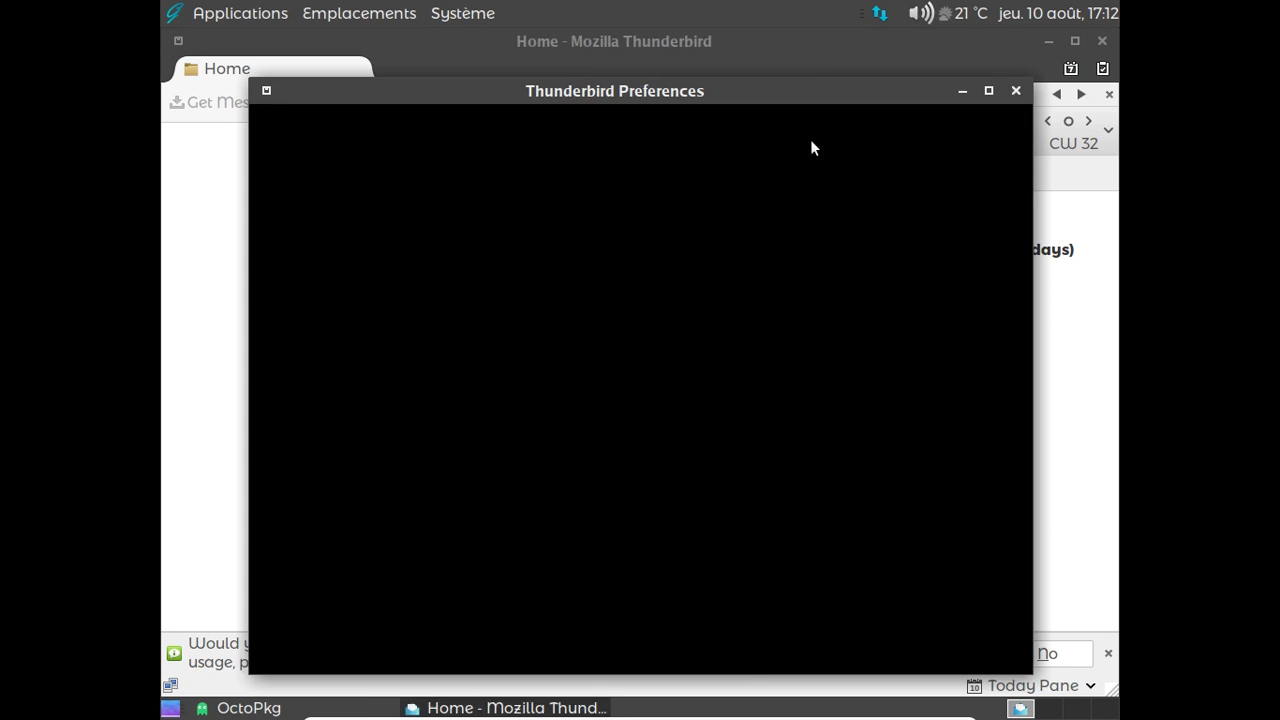 Applications Emplacements Système 21 °C jeu. 10 août, 17:12
Home - Mozilla Thunderbird
Home
Get Mes
Thunderbird Preferences
CW 32
days)
Would y
usage, p
No
Today Pane
OctoPkg Home - Mozilla Thund...